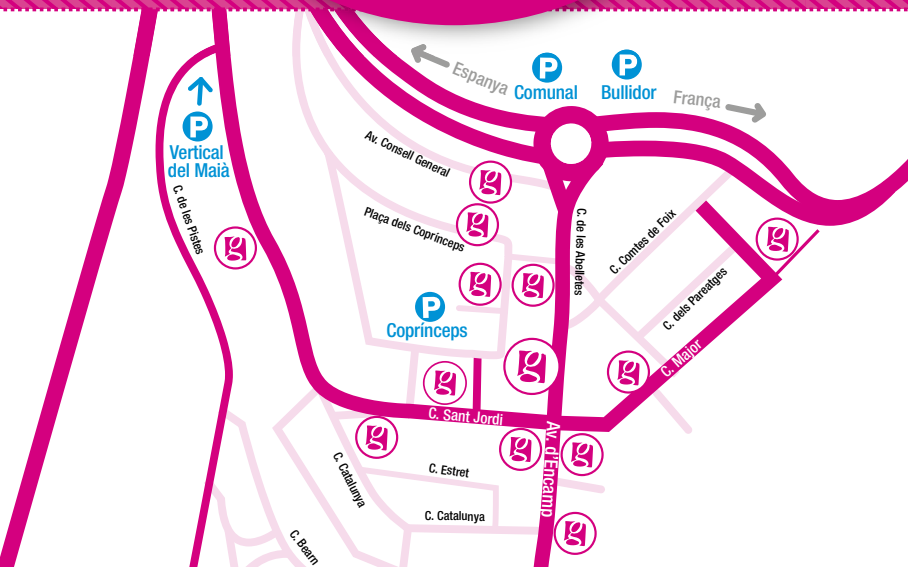 Espanya
P
Comunal
P
Bullidor
França
P
Vertical
del Maià
Av. Consell General
Plaça dels Coprínceps
C. de les Pistes
C. de les Abelletes
C. Comtes de Foix
C. dels Pareatges
P
Coprínceps
C. Major
C. Sant Jordi
Av. d'Encamp
C. Estret
C. Catalunya
C. Catalunya
C. Bearn
g
g
g
g
g
g
g
g
g
g
g
g
g